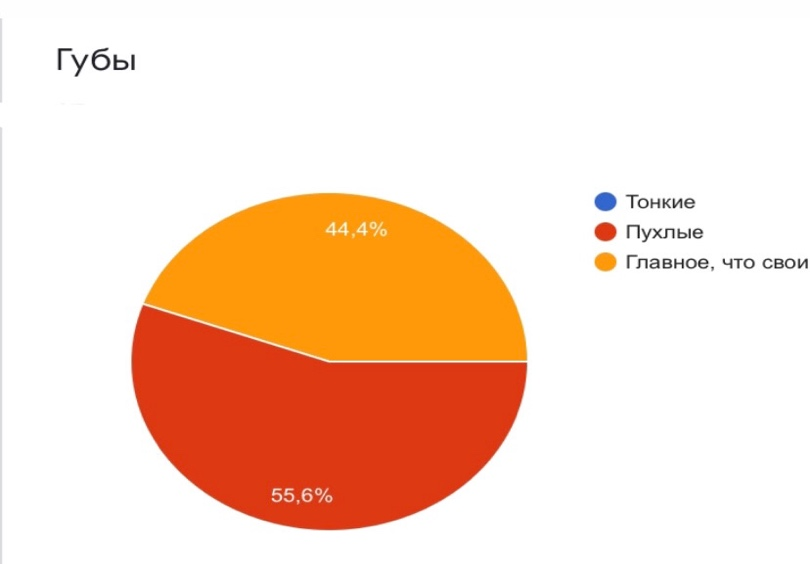 Губы
Тонкие
Пухлые
Главное, что свои
44,4%
55,6%